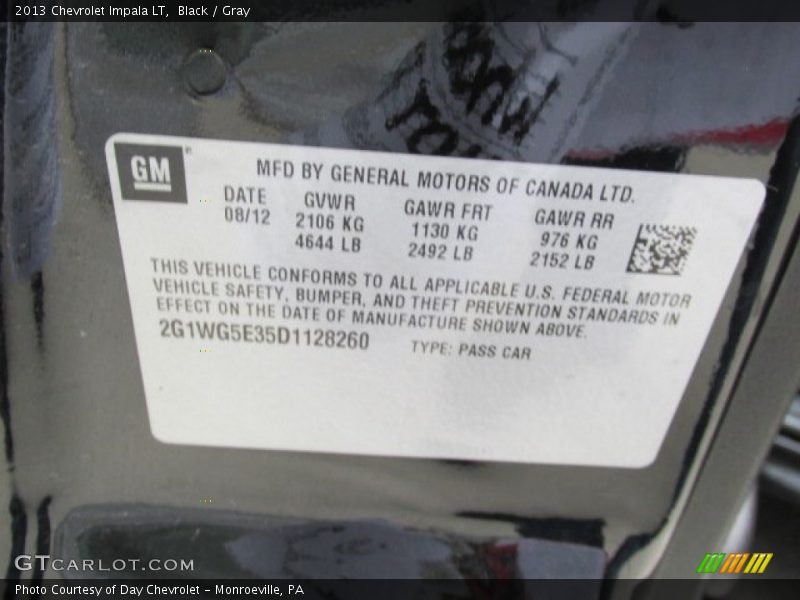 2013 Chevrolet Impala LT, Black / Gray
GM
MFD BY GENERAL MOTORS OF CANADA LTD.
DATE GVWR GAWR FRT GAWR RR
08/12 2106 KG 1130 KG 976 KG
4644 LB 2492 LB 2152 LB
THIS VEHICLE CONFORMS TO ALL APPLICABLE U.S. FEDERAL MOTOR
VEHICLE SAFETY, BUMPER, AND THEFT PREVENTION STANDARDS IN
EFFECT ON THE DATE OF MANUFACTURE SHOWN ABOVE.
2G1WG5E35D1128260 TYPE: PASS CAR
GTCARLOT.COM
Photo Courtesy of Day Chevrolet - Monroeville, PA